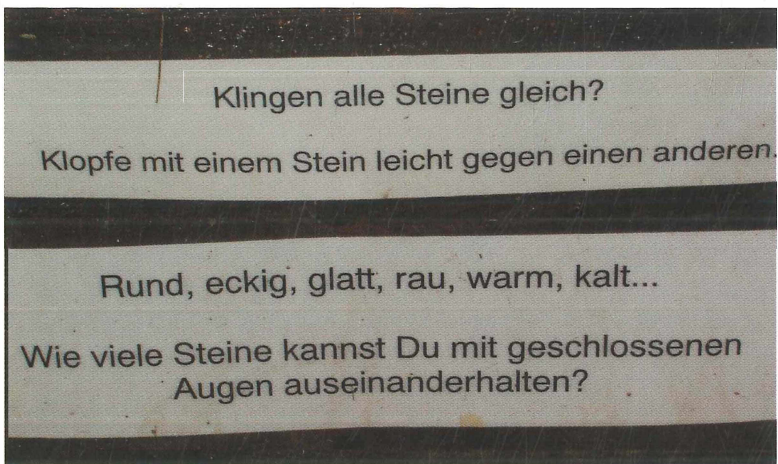 Klingen alle Steine gleich?
Klopfe mit einem Stein leicht gegen einen anderen.
Rund, eckig, glatt, rau, warm, kalt...
Wie viele Steine kannst Du mit geschlossenen
Augen auseinanderhalten?